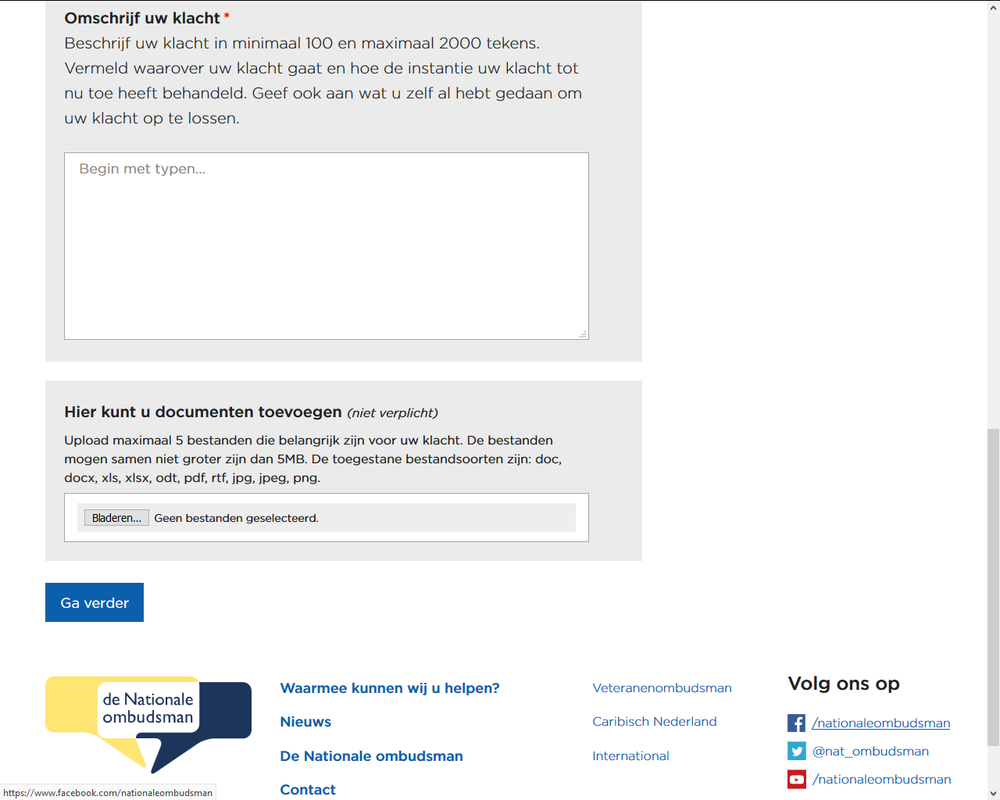 Omschrijf uw klacht *
Beschrijf uw klacht in minimaal 100 en maximaal 2000 tekens.
Vermeld waarover uw klacht gaat en hoe de instantie uw klacht tot
nu toe heeft behandeld. Geef ook aan wat u zelf al hebt gedaan om
uw klacht op te lossen.
Begin met typen...
Hier kunt u documenten toevoegen (niet verplicht)
Upload maximaal 5 bestanden die belangrijk zijn voor uw klacht. De bestanden
mogen samen niet groter zijn dan 5MB. De toegestane bestandsoorten zijn: doc,
docx, xls, xlsx, odt, pdf, rtf, jpg, jpeg, png.
Bladeren... Geen bestanden geselecteerd.
Ga verder
de Nationale
ombudsman
Waarmee kunnen wij u helpen?
Nieuws
De Nationale ombudsman
Contact
Veteranenombudsman
Caribisch Nederland
International
Volg ons op
/nationaleombudsman
@nat_ombudsman
/nationaleombudsman
https://www.facebook.com/nationaleombudsman